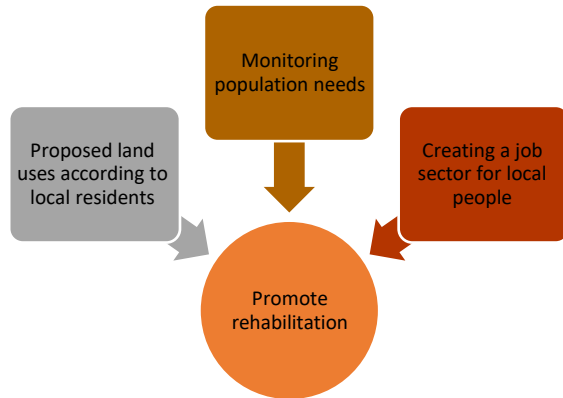 Monitoring
population needs
Proposed land
uses according to
local residents
Creating a job
sector for local
people
Promote
rehabilitation